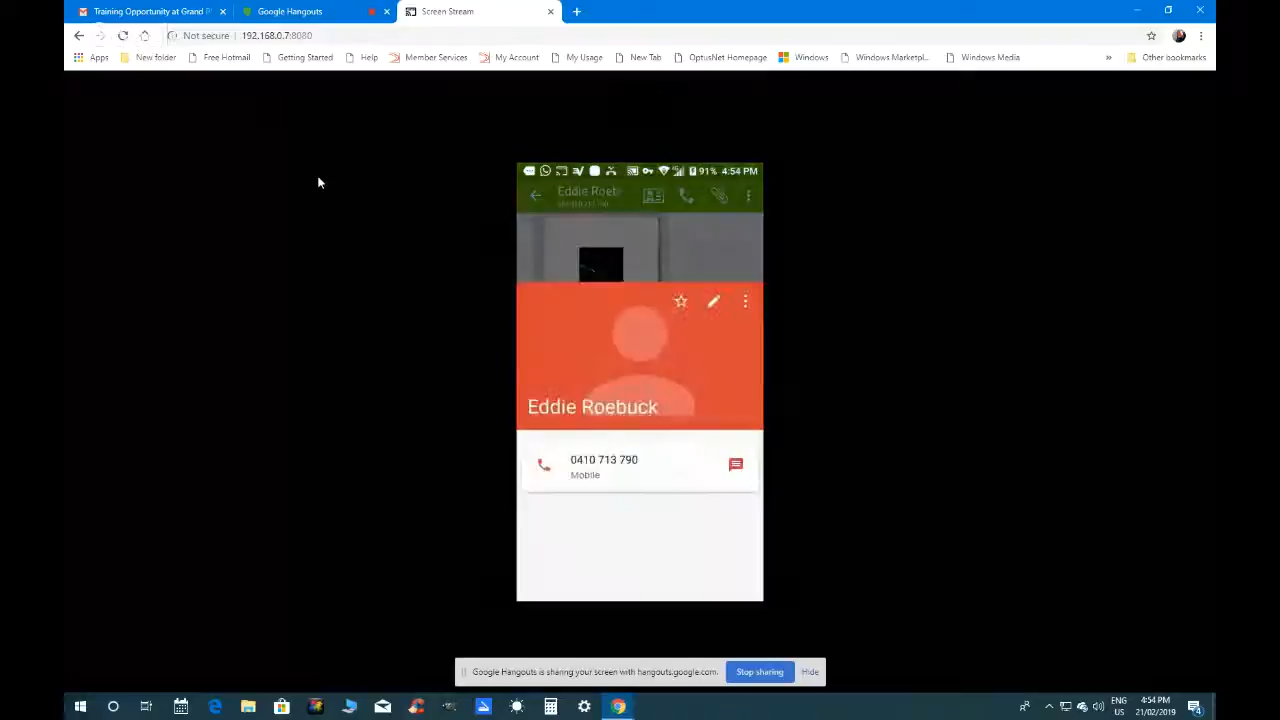 Training Opportunity at Grand P
Google Hangouts
Screen Stream
Not secure
192.168.0.7:8080
Apps
New folder
Free Hotmail
Getting Started
Help
Member Services
My Account
My Usage
New Tab
OptusNet Homepage
Windows
Windows Marketpl...
Windows Media
»
Other bookmarks
91% 4:54 PM
Eddie Roeb
Eddie Roebuck
0410 713 790
Mobile
Google Hangouts is sharing your screen with hangouts.google.com.
Stop sharing
Hide
ENG
US
4:54 PM
21/02/2019